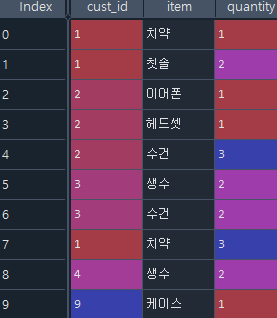 Index cust_id item quantity
0 1 치약 1
1 1 칫솔 2
2 2 이어폰 1
3 2 헤드셋 1
4 2 수건 3
5 3 생수 2
6 3 수건 2
7 1 치약 3
8 4 생수 2
9 9 케이스 1